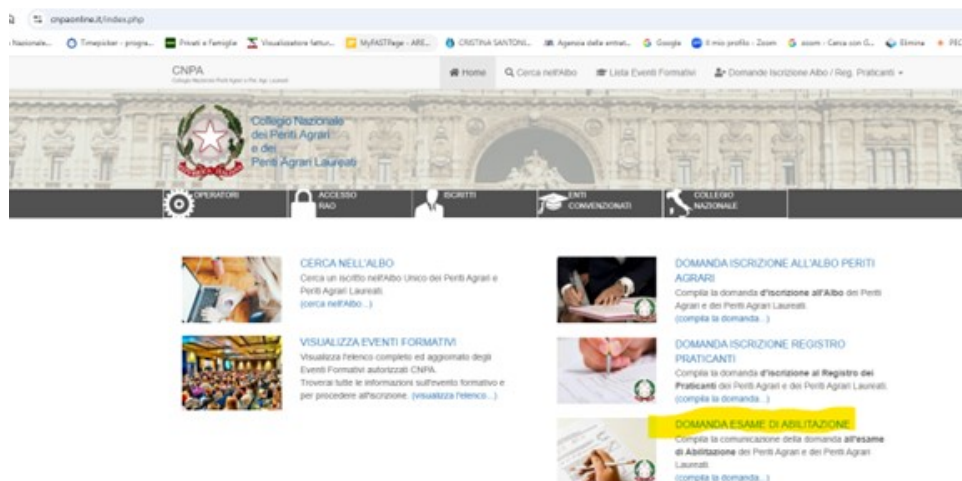 cnpaonline.it/index.php
Nazionale... Timepicker - progra... Privati e Famiglie Visualizzatore fattur... MyFASTPage - ARE... CRISTINA SANTONI... Agenzia delle entrat... Google Il mio profilo - Zoom zoom - Cerca con G... Elimina PEC
CNPA
Home Cerca nell'Albo Lista Eventi Formativi Domande Iscrizione Albo / Reg. Praticanti
Collegio Nazionale
dei Periti Agrari
e dei
Periti Agrari Laureati
OPERATORI
ACCESSO
RAO
ISCRITTI
ENTI
CONVENZIONATI
COLLEGIO
NAZIONALE
CERCA NELL'ALBO
Cerca un iscritto nell'Albo Unico dei Periti Agrari e
Periti Agrari Laureati.
(cerca nell'Albo...)
VISUALIZZA EVENTI FORMATIVI
Visualizza l'elenco completo ed aggiornato degli
Eventi Formativi autorizzati CNPA.
Troverai tutte le informazioni sull'evento formativo e
per procedere all'iscrizione. (visualizza l'elenco...)
DOMANDA ISCRIZIONE ALL'ALBO PERITI
AGRARI
Compila la domanda d'iscrizione all'Albo dei Periti
Agrari e dei Periti Agrari Laureati.
(compila la domanda...)
DOMANDA ISCRIZIONE REGISTRO
PRATICANTI
Compila la domanda d'iscrizione al Registro dei
Praticanti dei Periti Agrari e dei Periti Agrari Laureati.
(compila la domanda...)
DOMANDA ESAME DI ABILITAZIONE
Compila la comunicazione della domanda all'esame
di Abilitazione dei Periti Agrari e dei Periti Agrari
Laureati.
(compila la domanda...)